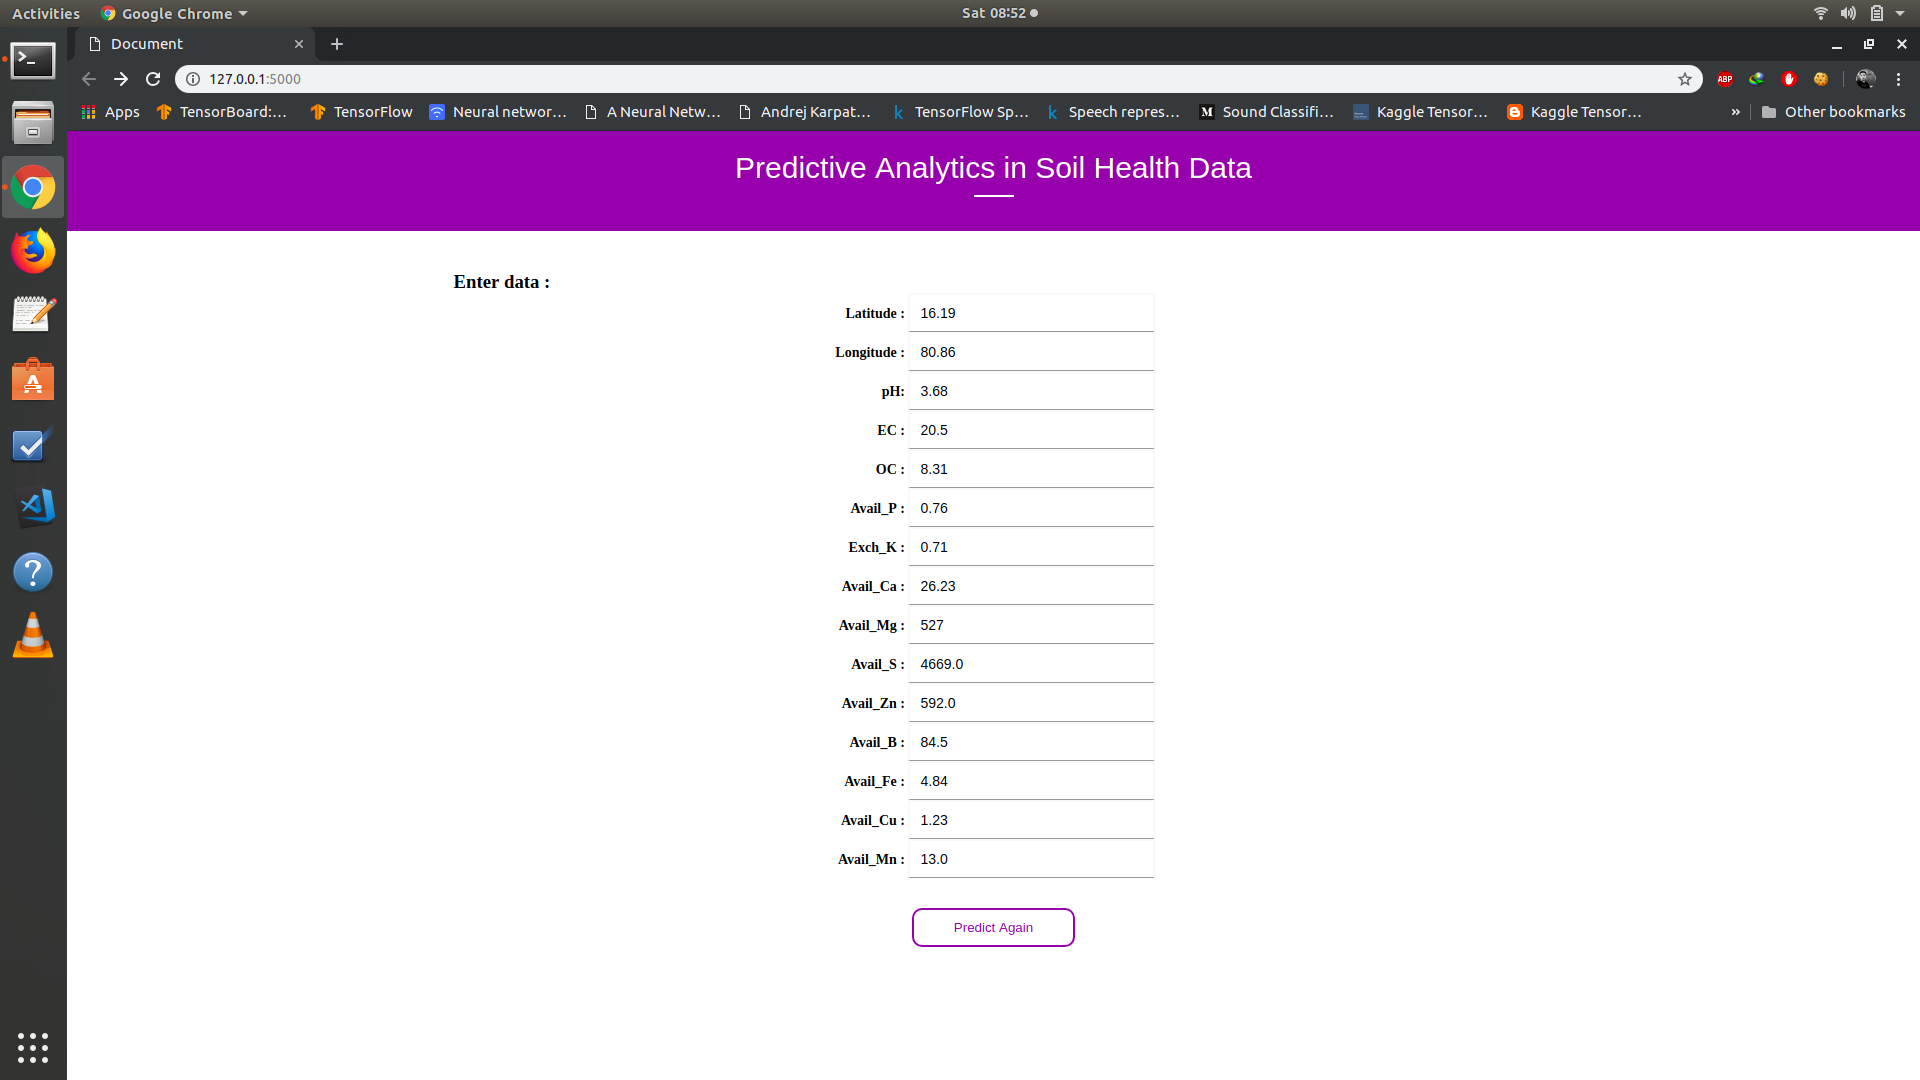 Activities Google Chrome Sat 08:52
Document
127.0.0.1:5000 ABP
Apps TensorBoard:... TensorFlow Neural networ... A Neural Netw... Andrej Karpat... k TensorFlow Sp... k Speech repres... M Sound Classifi... Kaggle Tensor... Kaggle Tensor... » Other bookmarks
Predictive Analytics in Soil Health Data
Enter data :
Latitude : 16.19
Longitude : 80.86
pH: 3.68
EC : 20.5
OC : 8.31
Avail_P : 0.76
Exch_K : 0.71
Avail_Ca : 26.23
Avail_Mg : 527
Avail_S : 4669.0
Avail_Zn : 592.0
Avail_B : 84.5
Avail_Fe : 4.84
Avail_Cu : 1.23
Avail_Mn : 13.0
Predict Again